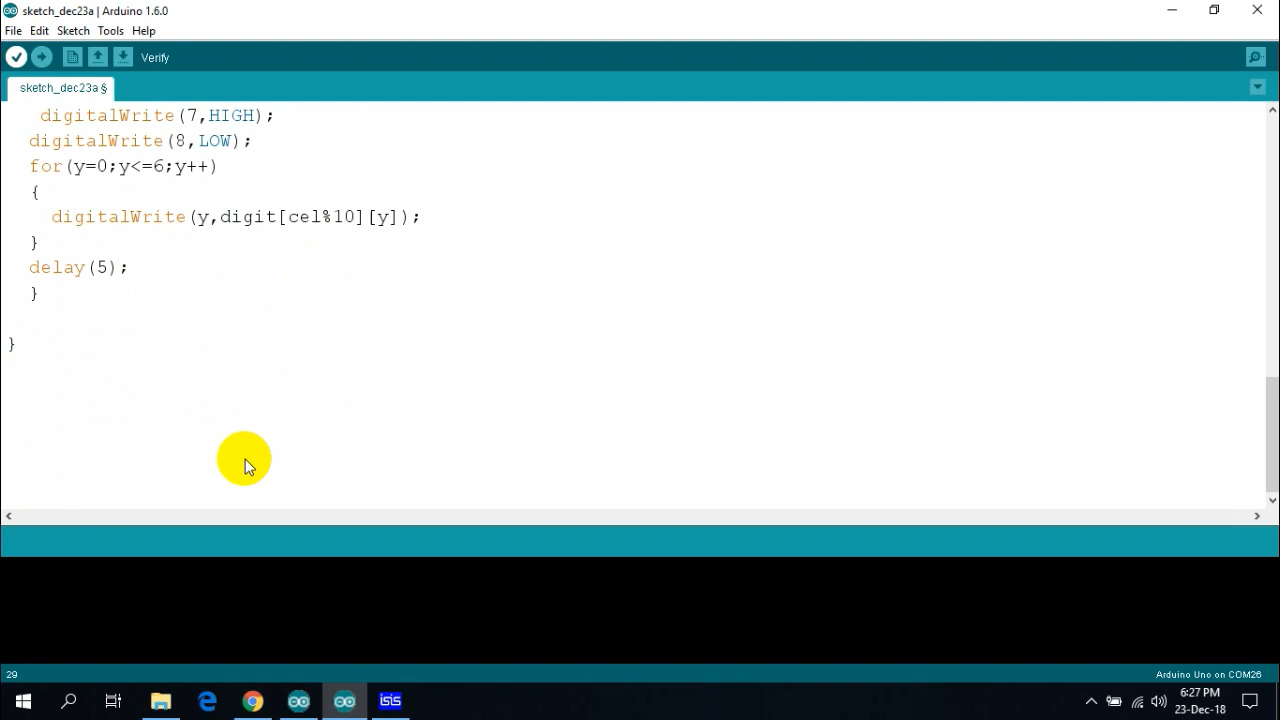 sketch_dec23a | Arduino 1.6.0
File Edit Sketch Tools Help
Verify
sketch_dec23a §
digitalWrite(7,HIGH);
digitalWrite(8,LOW);
for(y=0;y<=6;y++)
{
digitalWrite(y,digit[cel%10][y]);
}
delay(5);
}
}
29
Arduino Uno on COM26
isis
6:27 PM
23-Dec-18